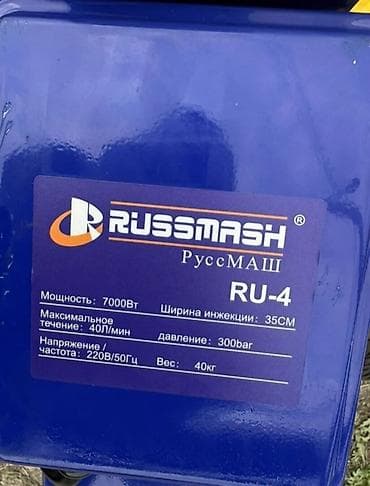 RUSSMASH ®
РуссМАШ
RU-4
Мощность: 7000Вт Ширина инжекции: 35СМ
Максимальное
течение: 40Л/мин давление: 300bar
Напряжение /
частота: 220В/50Гц Вес: 40кг